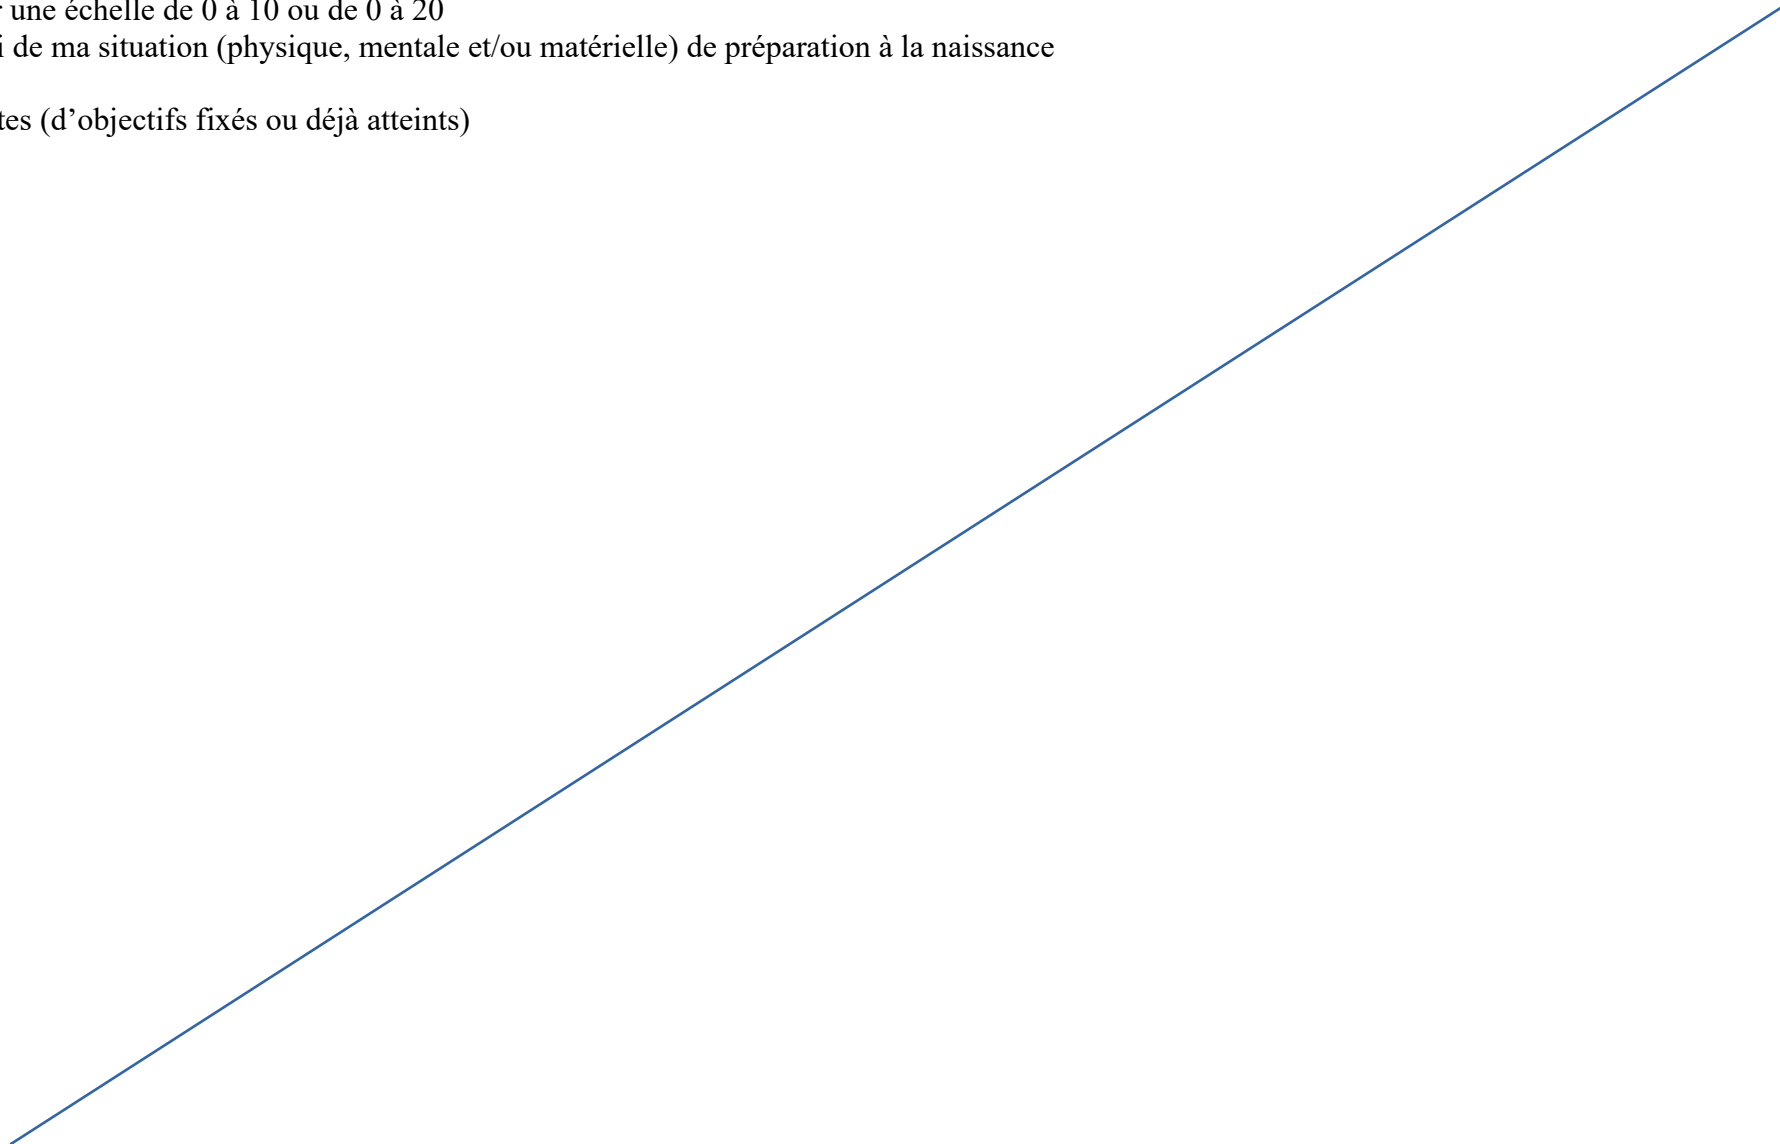 une échelle de 0 à 10 ou de 0 à 20
de ma situation (physique, mentale et/ou matérielle) de préparation à la naissance
(d’objectifs fixés ou déjà atteints)